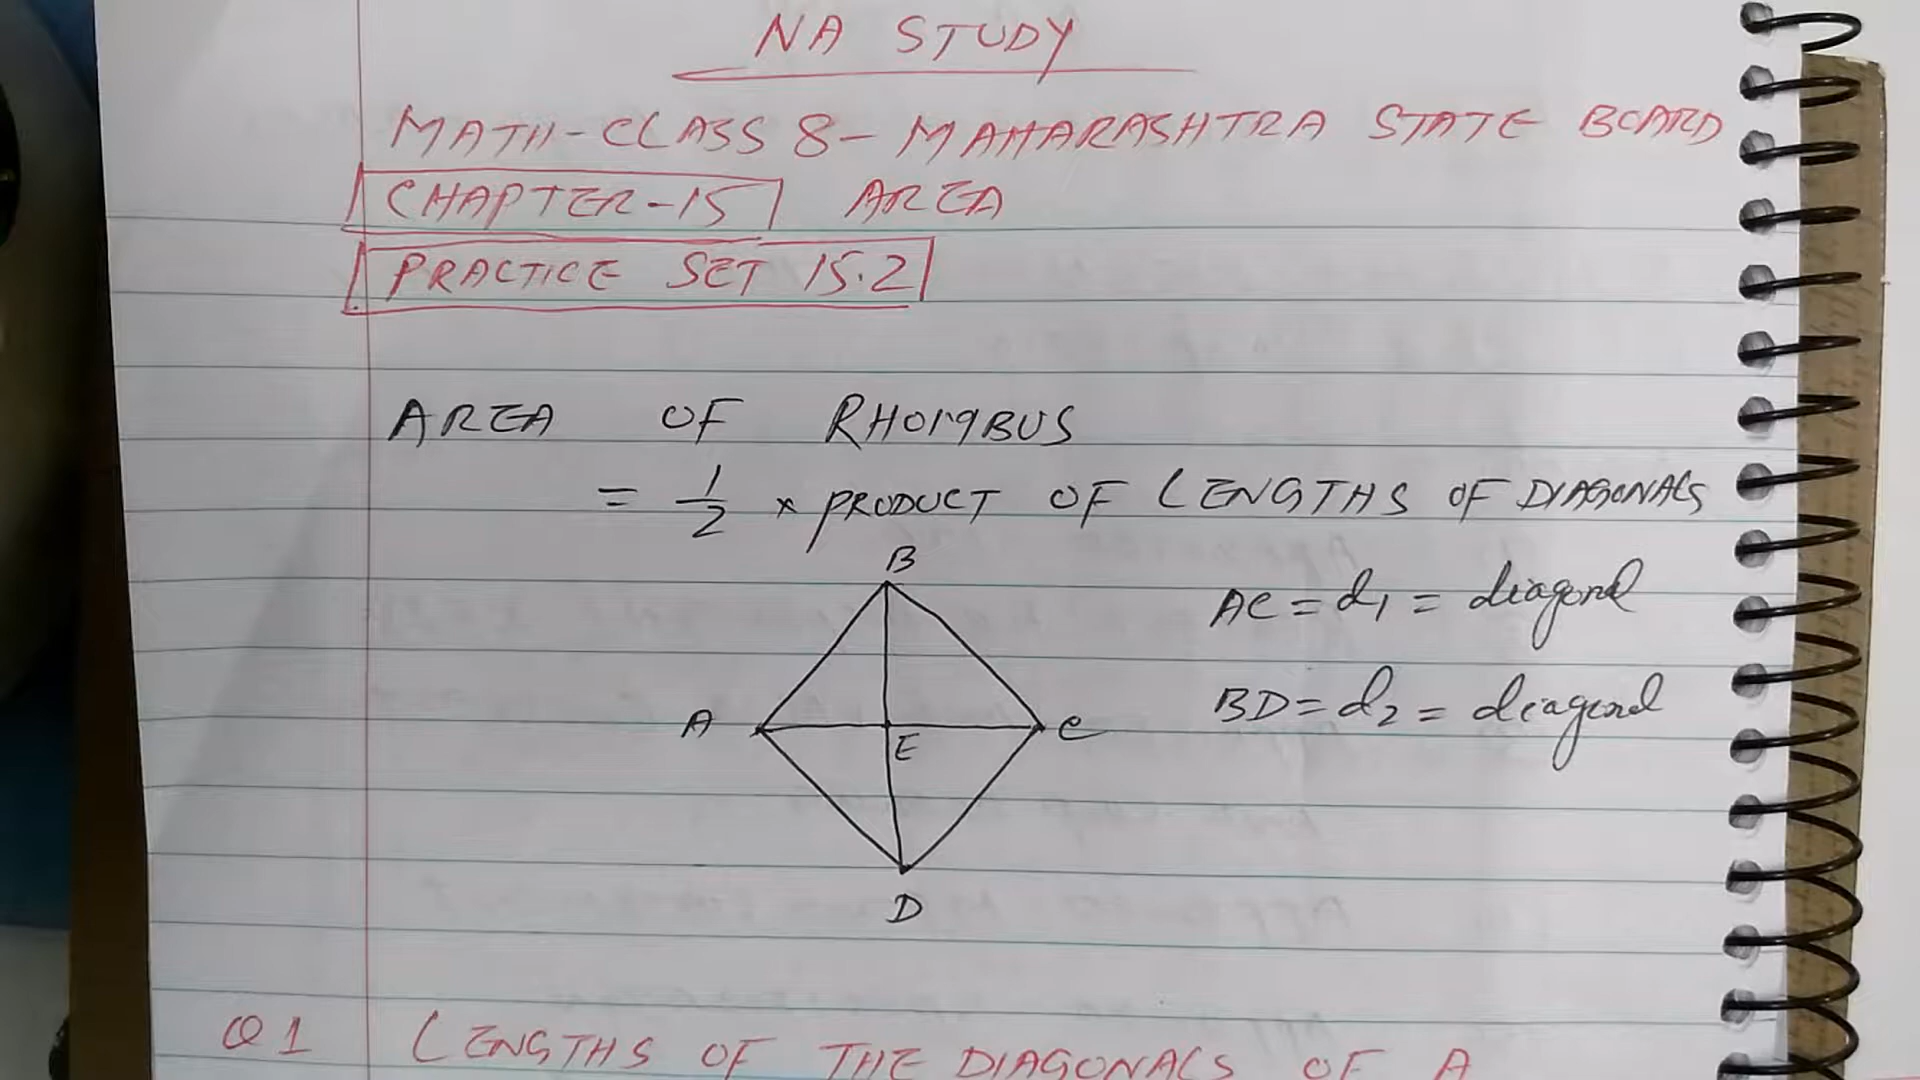 NA STUDY
MATH-CLASS 8- MAHARASHTRA STATE BOARD
CHAPTER-15 AREA
PRACTICE SET 15.2
AREA OF RHOMBUS
= 1/2 × PRODUCT OF LENGTHS OF DIAGONALS
B
AC = d1 = diagonal
BD = d2 = diagonal
A E C
D
Q1 LENGTHS OF THE DIAGONALS OF A